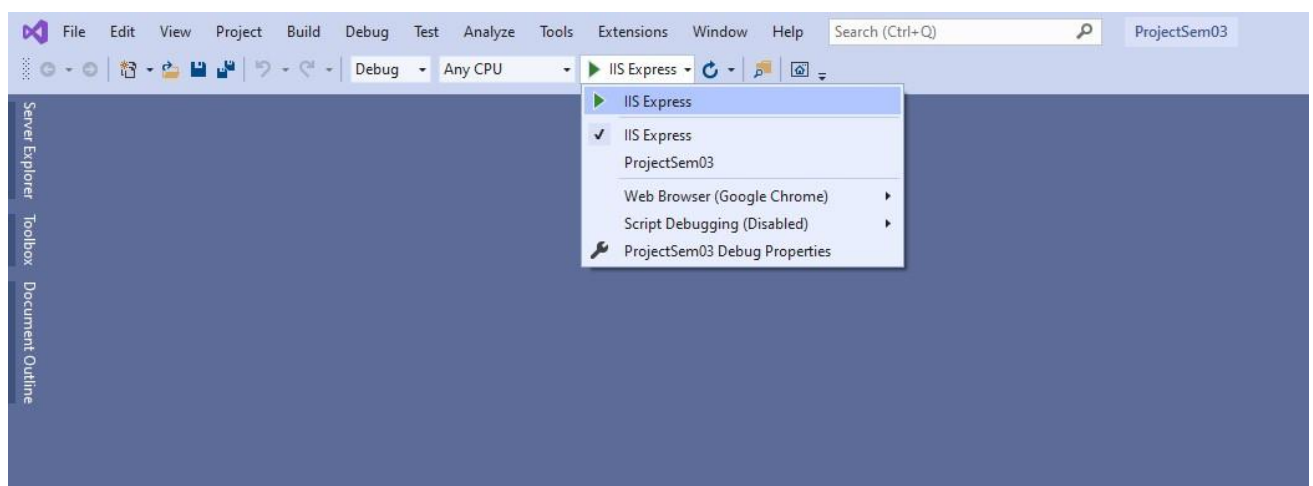 File Edit View Project Build Debug Test Analyze Tools Extensions Window Help Search (Ctrl+Q) ProjectSem03
Debug Any CPU IIS Express
IIS Express
IIS Express
ProjectSem03
Web Browser (Google Chrome)
Script Debugging (Disabled)
ProjectSem03 Debug Properties
Server Explorer
Toolbox
Document Outline